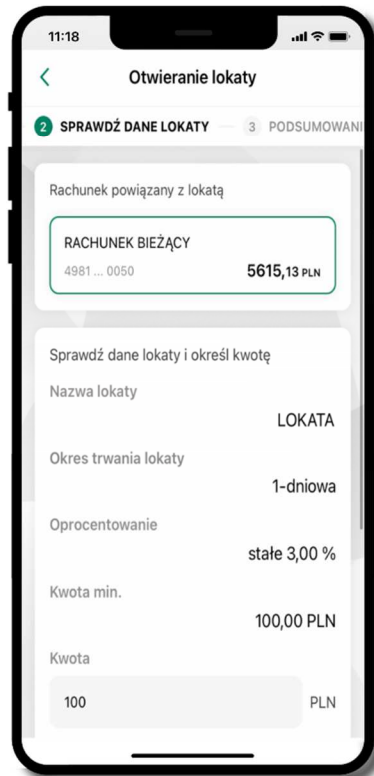 11:18
Otwieranie lokaty
2 SPRAWDŹ DANE LOKATY 3 PODSUMOWANI
Rachunek powiązany z lokatą
RACHUNEK BIEŻĄCY
4981 ... 0050 5615,13 PLN
Sprawdź dane lokaty i określ kwotę
Nazwa lokaty
LOKATA
Okres trwania lokaty
1-dniowa
Oprocentowanie
stałe 3,00 %
Kwota min.
100,00 PLN
Kwota
100 PLN